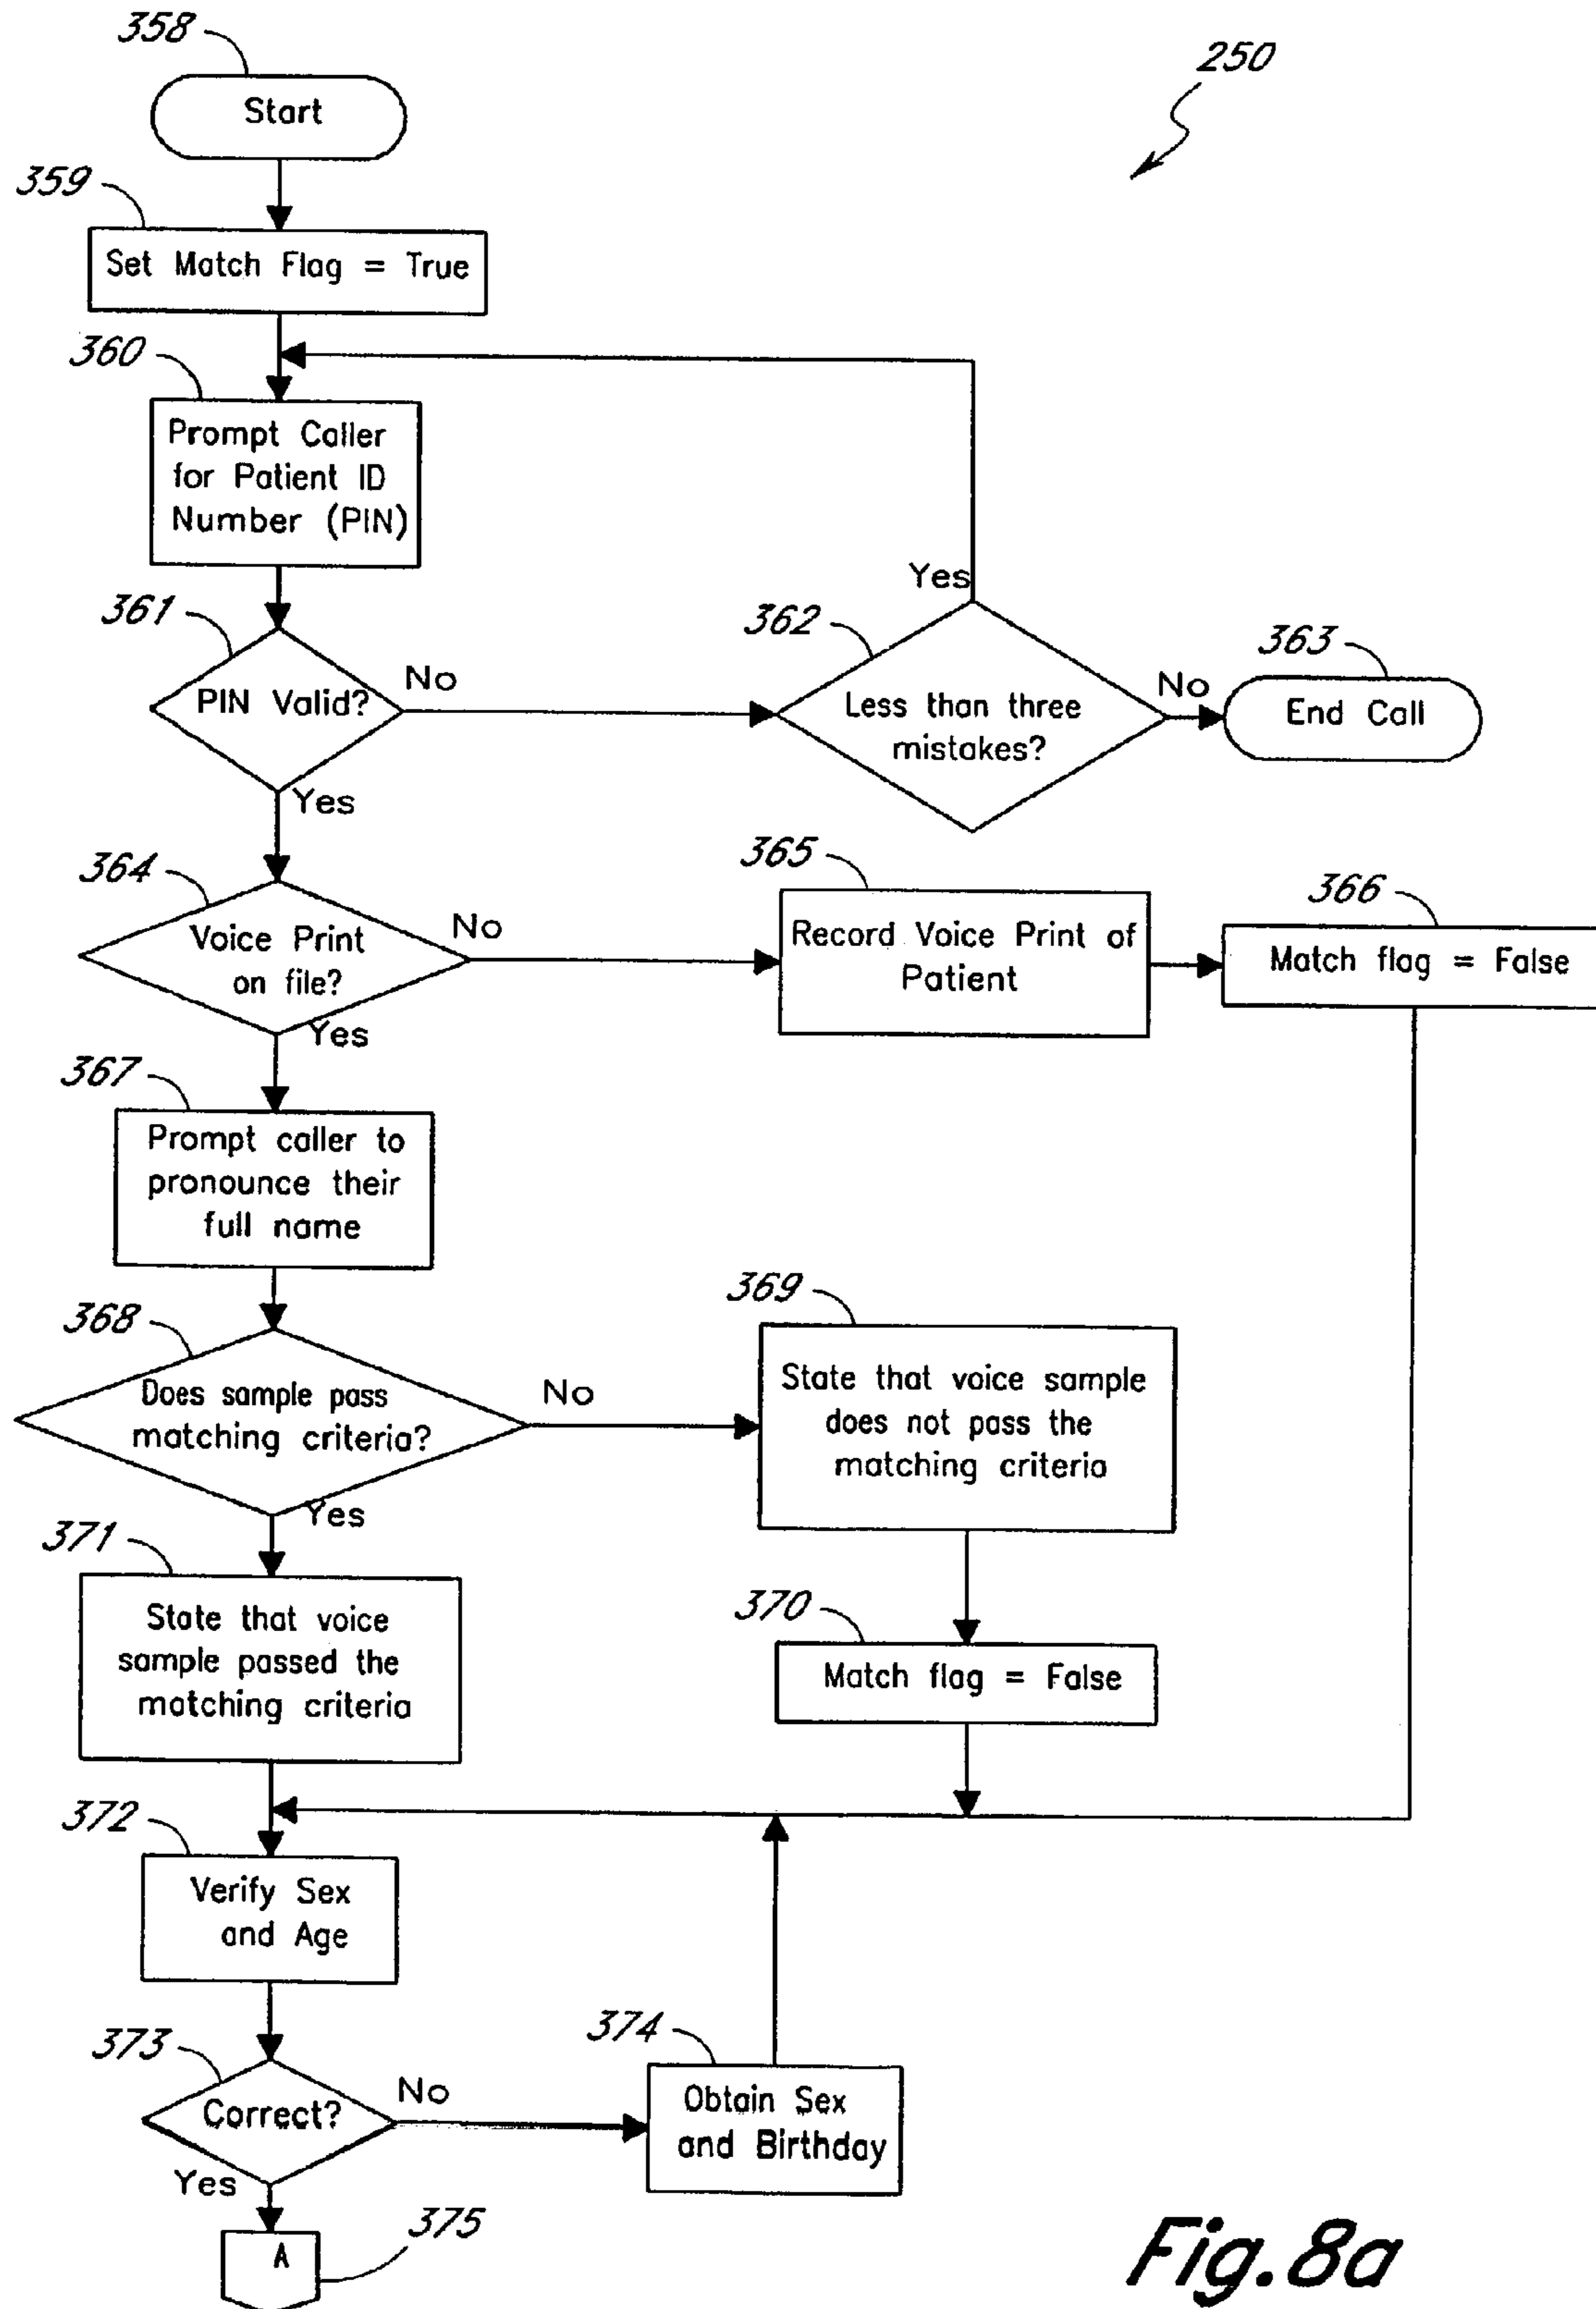 358
Start
250
359
Set Match Flag = True
360
Prompt Caller
for Patient ID
Number (PIN)
Yes
361
PIN Valid?
No
362
Less than three
mistakes?
No
363
End Call
Yes
364
Voice Print
on file?
No
365
Record Voice Print of
Patient
366
Match flag = False
Yes
367
Prompt caller to
pronounce their
full name
368
Does sample pass
matching criteria?
No
369
State that voice sample
does not pass the
matching criteria
Yes
371
State that voice
sample passed the
matching criteria
370
Match flag = False
372
Verify Sex
and Age
373
Correct?
No
374
Obtain Sex
and Birthday
Yes
A
375
Fig.8a